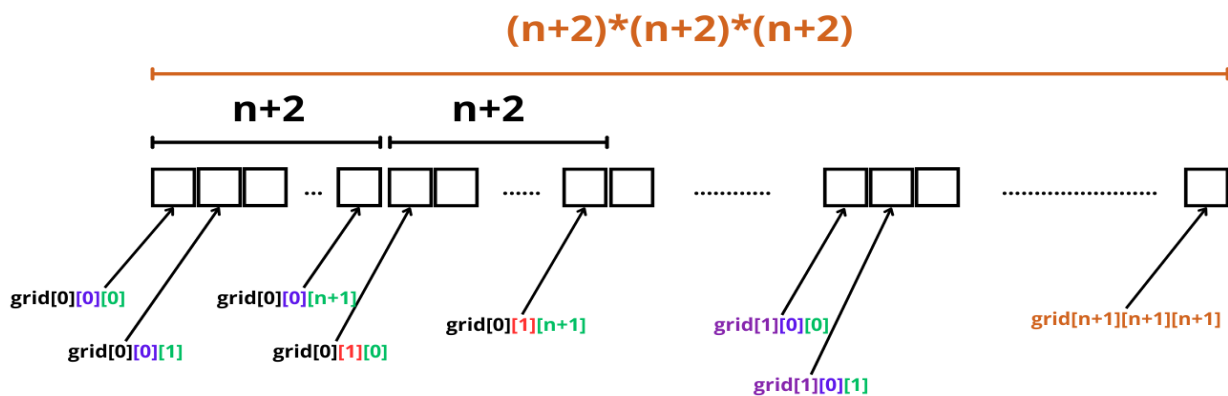 (n+2)*(n+2)*(n+2)
n+2
n+2
...
......
............
........................
grid[0][0][0]
grid[0][0][n+1]
grid[0][1][n+1]
grid[1][0][0]
grid[n+1][n+1][n+1]
grid[0][0][1]
grid[0][1][0]
grid[1][0][1]